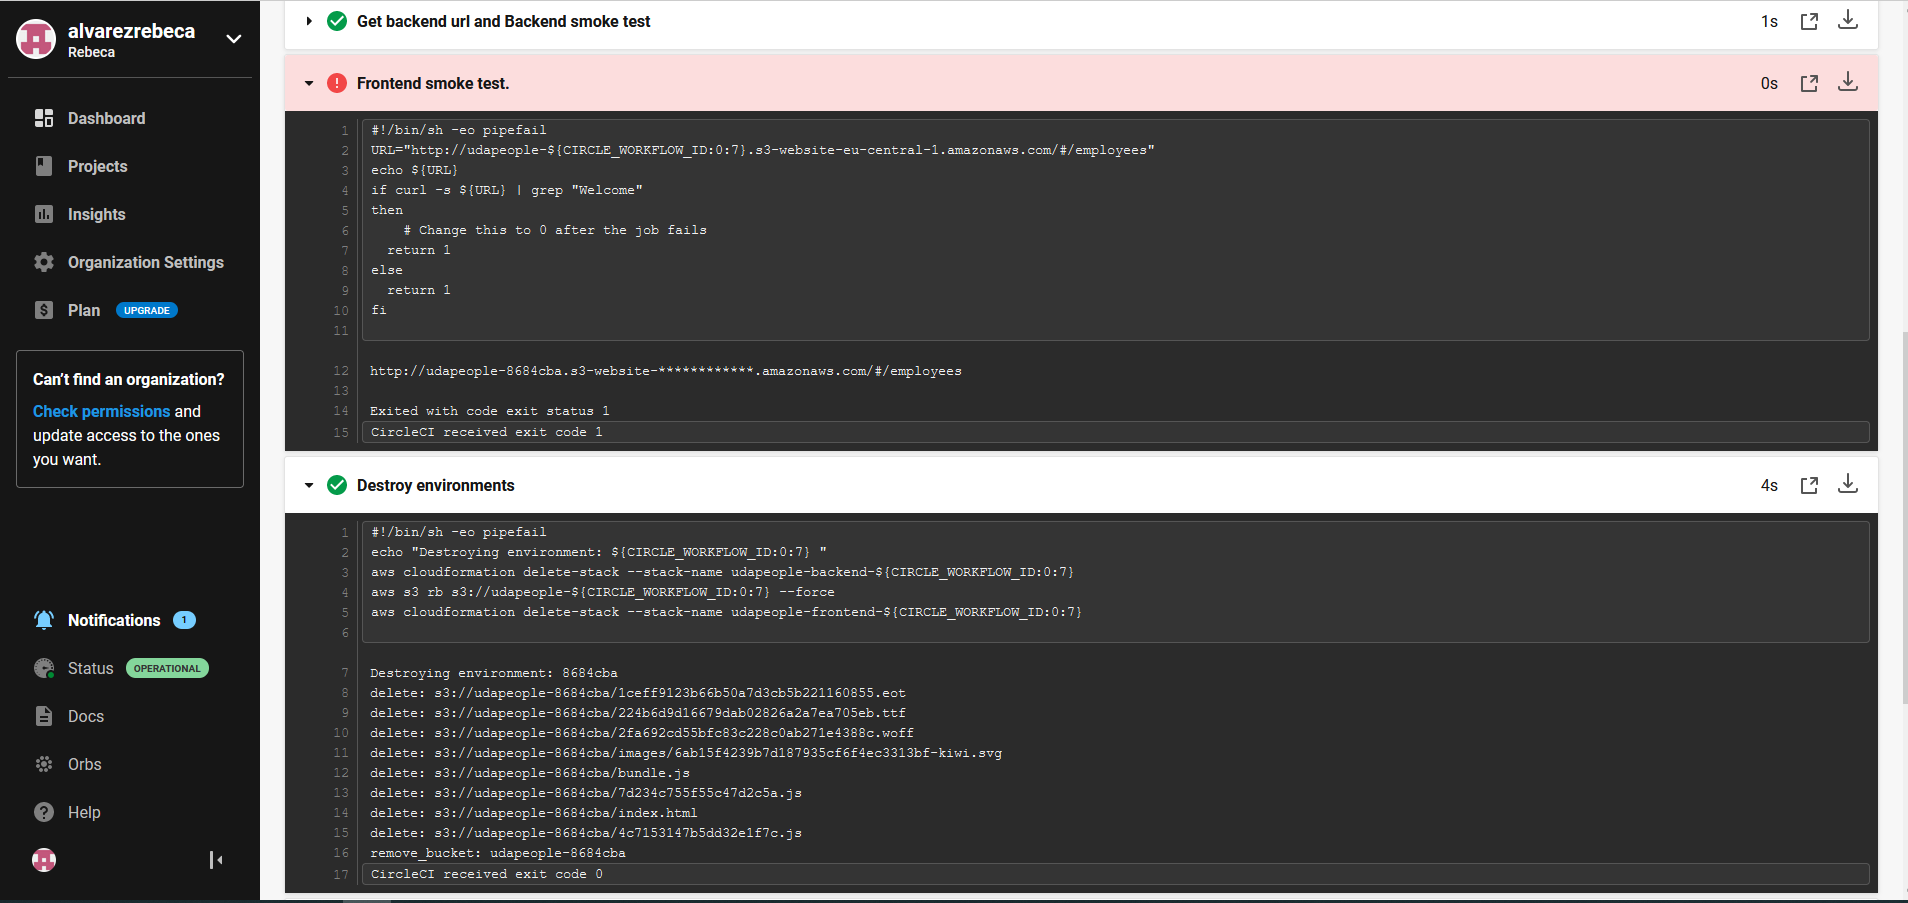 alvarezrebeca
Rebeca
Dashboard
Projects
Insights
Organization Settings
Plan UPGRADE
Can't find an organization?
Check permissions and
update access to the ones
you want.
Notifications 1
Status OPERATIONAL
Docs
Orbs
Help
Get backend url and Backend smoke test 1s
Frontend smoke test. 0s
1 #!/bin/sh -eo pipefail
2 URL="http://udapeople-${CIRCLE_WORKFLOW_ID:0:7}.s3-website-eu-central-1.amazonaws.com/#/employees"
3 echo ${URL}
4 if curl -s ${URL} | grep "Welcome"
5 then
6 # Change this to 0 after the job fails
7 return 1
8 else
9 return 1
10 fi
11
12 http://udapeople-8684cba.s3-website-************.amazonaws.com/#/employees
13
14 Exited with code exit status 1
15 CircleCI received exit code 1
Destroy environments 4s
1 #!/bin/sh -eo pipefail
2 echo "Destroying environment: ${CIRCLE_WORKFLOW_ID:0:7} "
3 aws cloudformation delete-stack --stack-name udapeople-backend-${CIRCLE_WORKFLOW_ID:0:7}
4 aws s3 rb s3://udapeople-${CIRCLE_WORKFLOW_ID:0:7} --force
5 aws cloudformation delete-stack --stack-name udapeople-frontend-${CIRCLE_WORKFLOW_ID:0:7}
6
7 Destroying environment: 8684cba
8 delete: s3://udapeople-8684cba/1ceff9123b66b50a7d3cb5b221160855.eot
9 delete: s3://udapeople-8684cba/224b6d9d16679dab02826a2a7ea705eb.ttf
10 delete: s3://udapeople-8684cba/2fa692cd55bfc83c228c0ab271e4388c.woff
11 delete: s3://udapeople-8684cba/images/6ab15f4239b7d187935cf6f4ec3313bf-kiwi.svg
12 delete: s3://udapeople-8684cba/bundle.js
13 delete: s3://udapeople-8684cba/7d234c755f55c47d2c5a.js
14 delete: s3://udapeople-8684cba/index.html
15 delete: s3://udapeople-8684cba/4c7153147b5dd32e1f7c.js
16 remove_bucket: udapeople-8684cba
17 CircleCI received exit code 0